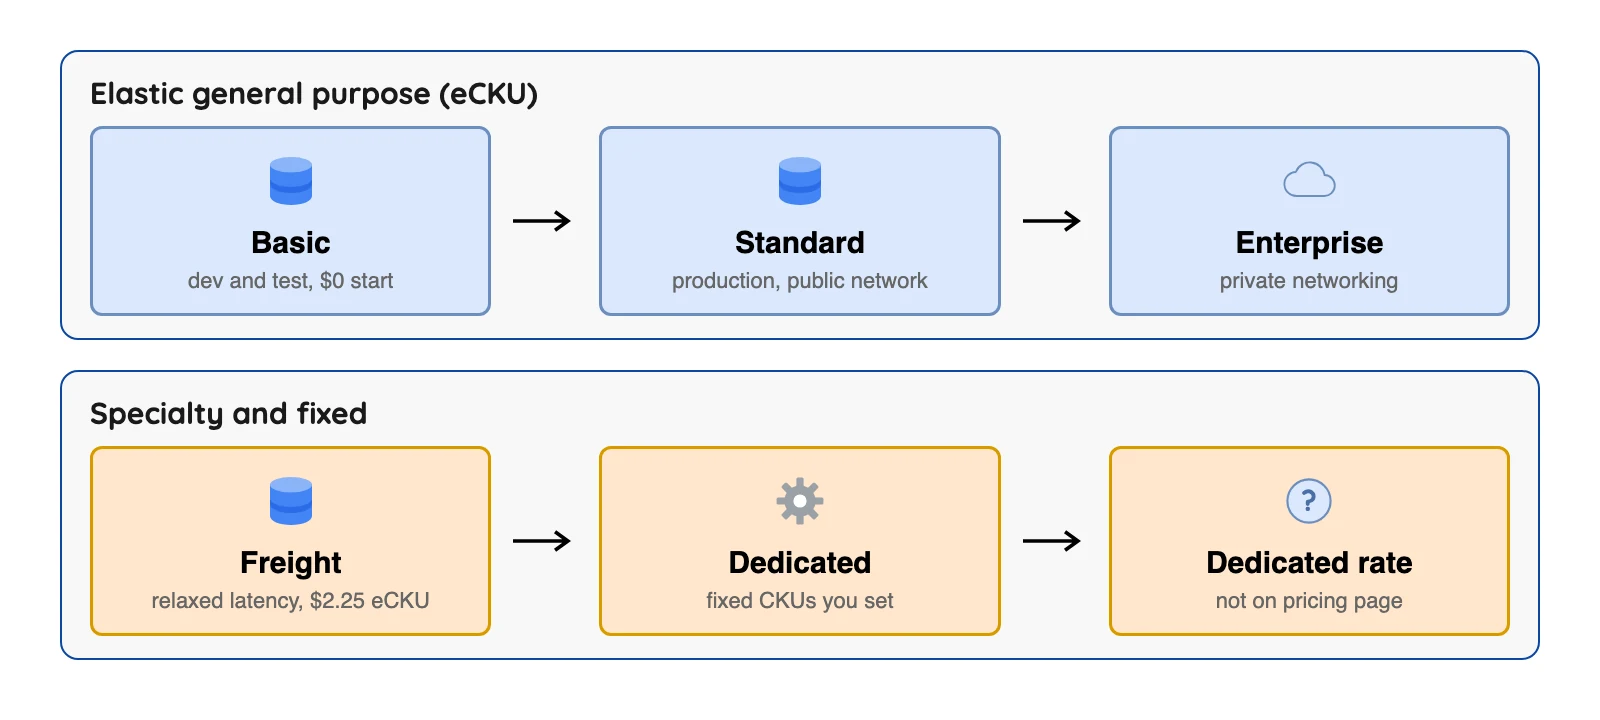 Elastic general purpose (eCKU)
Basic
dev and test, $0 start
Standard
production, public network
Enterprise
private networking
Specialty and fixed
Freight
relaxed latency, $2.25 eCKU
Dedicated
fixed CKUs you set
?
Dedicated rate
not on pricing page